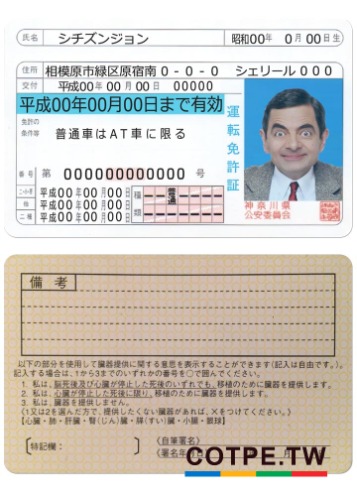 氏名 シチズンジョン 昭和00年 0月00日生
住所 相模原市緑区原宿南0-0-0 シェリール000
交付 平成00年00月00日 00000
平成00年00月00日まで有効
免許の
条件等
普通車はAT車に限る
運転免許証
番号 第 000000000000 号
平成00年00月00日
平成00年00月00日
二種 平成00年00月00日
種類
普通
神奈川県
公安委員会
備考
以下の部分を使用して臓器提供に関する意思を表示することができます(記入は自由です。)。
記入する場合は、1から3までのいずれかの番号を○で囲んでください。
1. 私は、脳死後及び心臓が停止した死後のいずれでも、移植のために臓器を提供します。
2. 私は、心臓が停止した死後に限り、移植のために臓器を提供します。
3. 私は、臓器を提供しません。
《1又は2を選んだ方で、提供したくない臓器があれば、×をつけてください。》
【心臓・肺・肝臓・腎(じん)臓・膵(すい)臓・小腸・眼球】
〔特記欄: 〕
《自筆署名》
《署名年月日》
月
GOTPE.TW